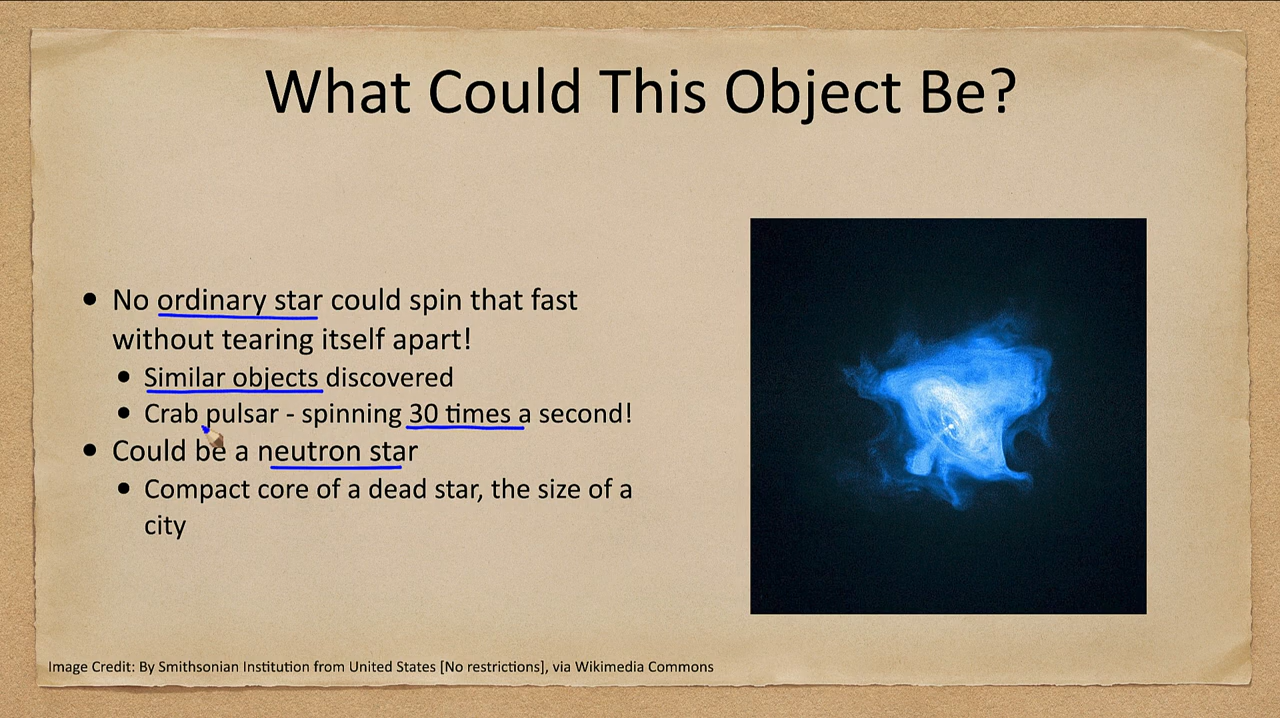 What Could This Object Be?
• No ordinary star could spin that fast
without tearing itself apart!
• Similar objects discovered
• Crab pulsar - spinning 30 times a second!
• Could be a neutron star
• Compact core of a dead star, the size of a
city
Image Credit: By Smithsonian Institution from United States [No restrictions], via Wikimedia Commons